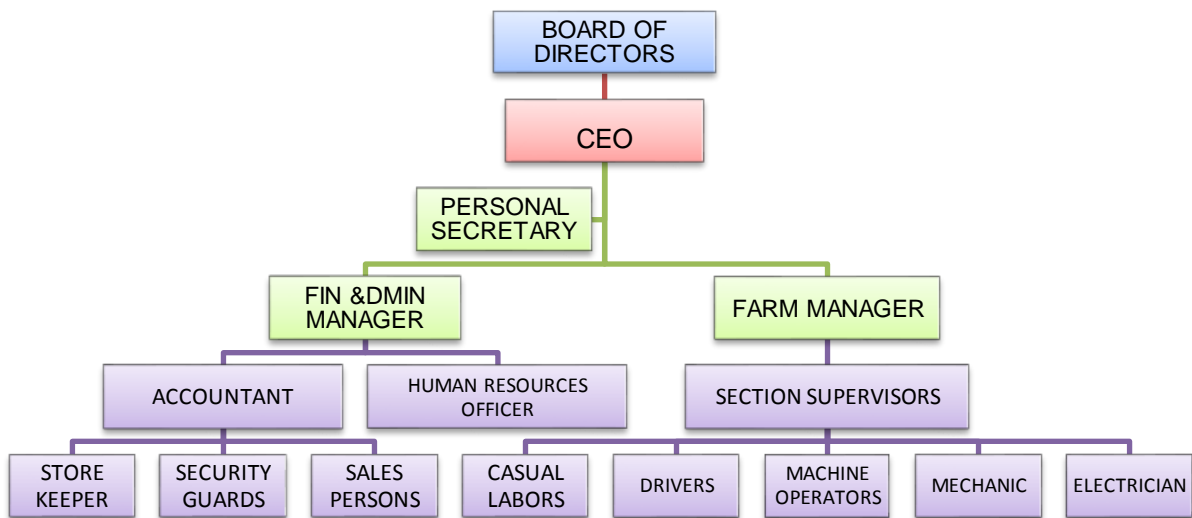 BOARD OF
DIRECTORS
CEO
PERSONAL
SECRETARY
FIN &DMIN
MANAGER
FARM MANAGER
ACCOUNTANT
HUMAN RESOURCES
OFFICER
SECTION SUPERVISORS
STORE
KEEPER
SECURITY
GUARDS
SALES
PERSONS
CASUAL
LABORS
DRIVERS
MACHINE
OPERATORS
MECHANIC
ELECTRICIAN